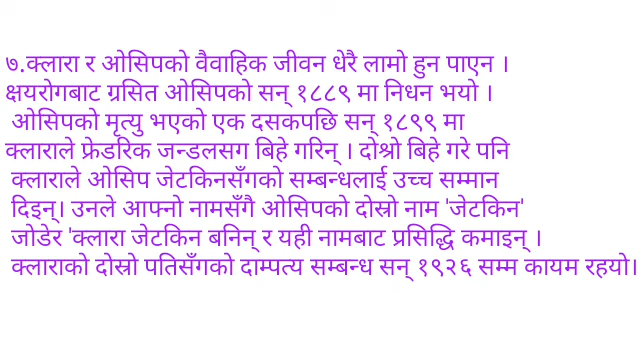 ७.क्लारा र ओसिपको वैवाहिक जीवन धेरै लामो हुन पाएन ।
क्षयरोगबाट ग्रसित ओसिपको सन् १८८९ मा निधन भयो ।
ओसिपको मृत्यु भएको एक दसकपछि सन् १८९९ मा
क्लाराले फ्रेडरिक जन्डलसग बिहे गरिन् । दोश्रो बिहे गरे पनि
क्लाराले ओसिप जेटकिनसँगको सम्बन्धलाई उच्च सम्मान
दिइन्। उनले आफ्नो नामसँगै ओसिपको दोस्रो नाम 'जेटकिन'
जोडेर 'क्लारा जेटकिन बनिन् र यही नामबाट प्रसिद्धि कमाइन् ।
क्लाराको दोस्रो पतिसँगको दाम्पत्य सम्बन्ध सन् १९२६ सम्म कायम रहयो।